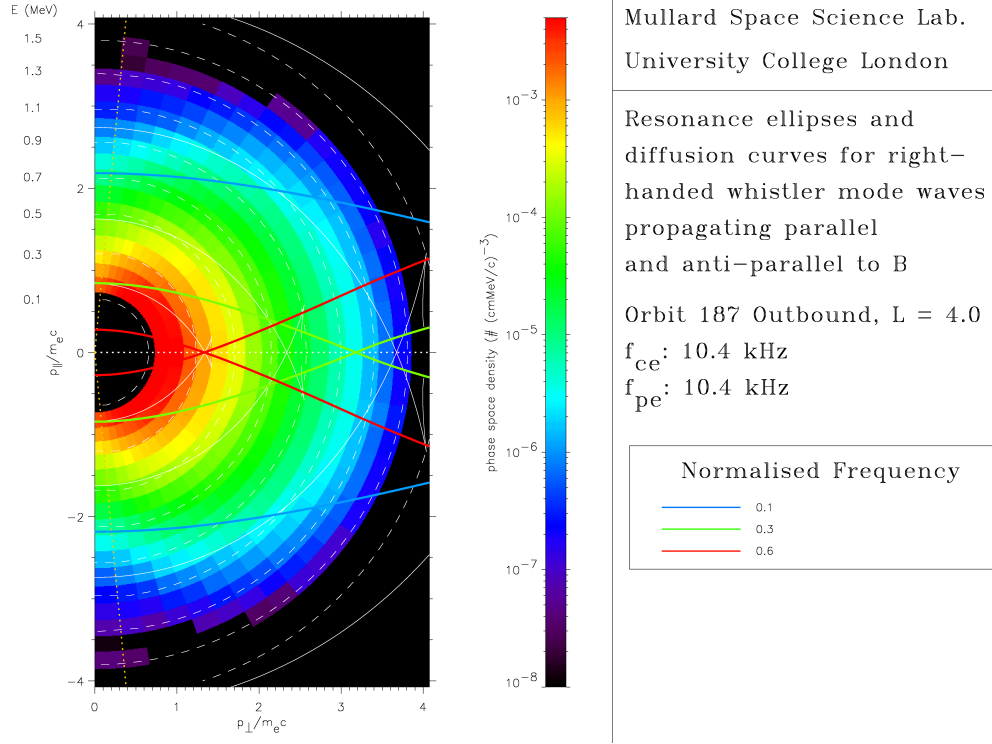 E (MeV)
1.5
1.3
1.1
0.9
0.7
0.5
0.3
0.1
4
2
0
−2
−4
p∥/mₑc
0 1 2 3 4
p⊥/mₑc
10⁻³
10⁻⁴
10⁻⁵
10⁻⁶
10⁻⁷
10⁻⁸
phase space density (# (cmMeV/c)⁻³)
Mullard Space Science Lab.
University College London
Resonance ellipses and
diffusion curves for right−
handed whistler mode waves
propagating parallel
and anti−parallel to B
Orbit 187 Outbound, L = 4.0
f_ce: 10.4 kHz
f_pe: 10.4 kHz
Normalised Frequency
0.1
0.3
0.6